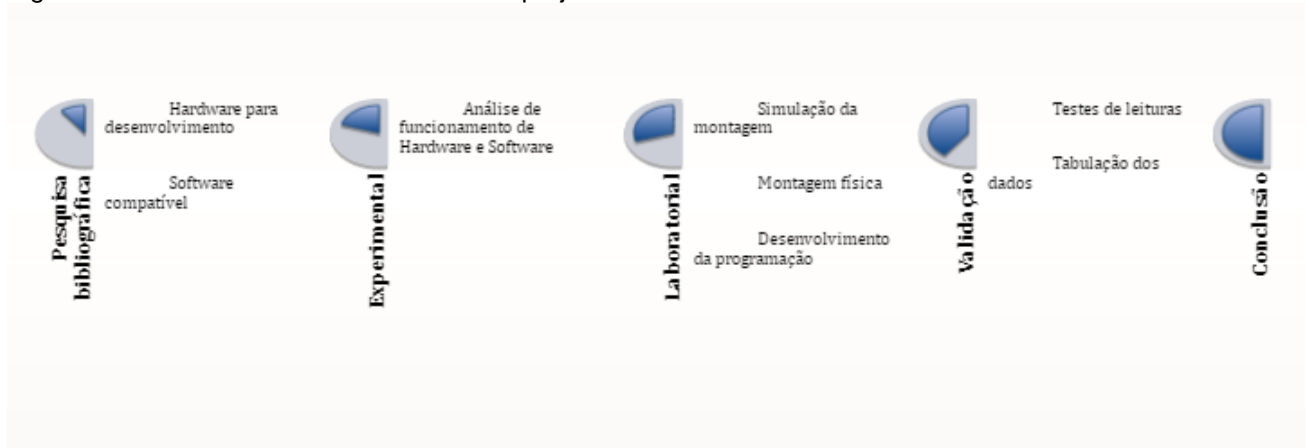 Pesquisa
bibliográfica
Hardware para
desenvolvimento
Software
compatível
Experimental
Análise de
funcionamento de
Hardware e Software
Laboratorial
Simulação da
montagem
Montagem física
Desenvolvimento
da programação
Validação
Testes de leituras
Tabulação dos
dados
Conclusão